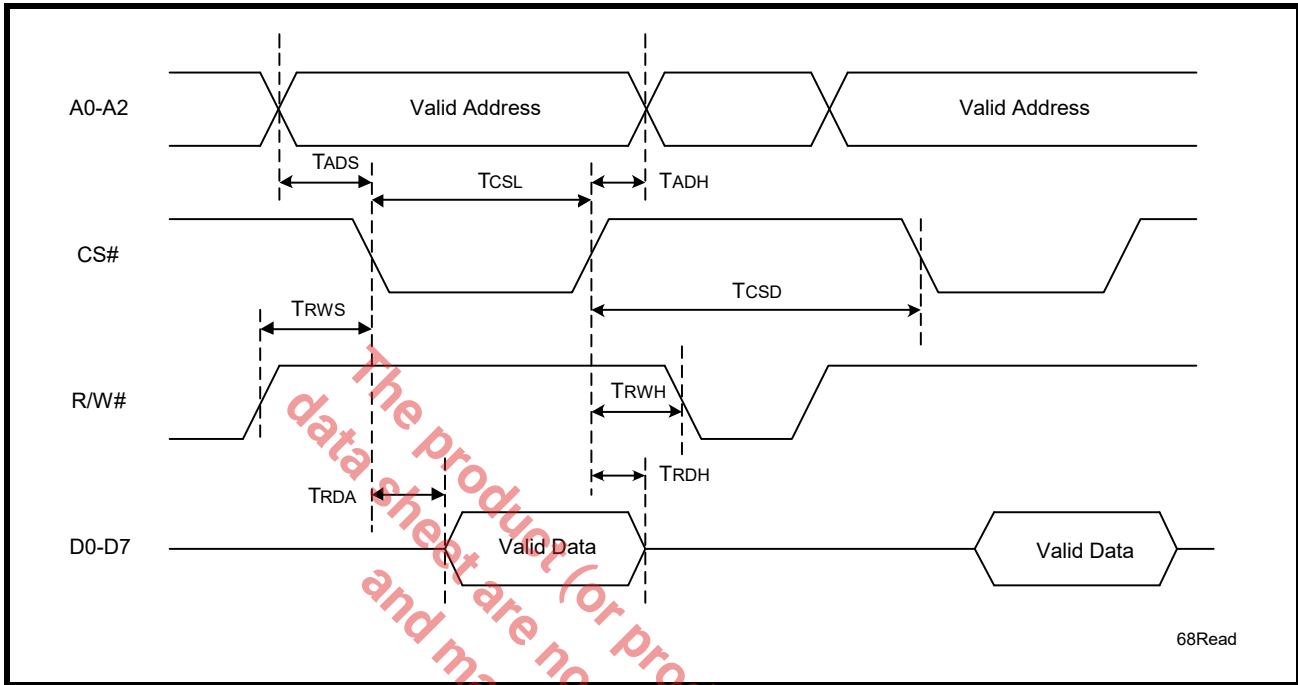 A0-A2
Valid Address
Valid Address
TADS
TCSL
TADH
CS#
TCSD
TRWS
R/W#
TRWH
TRDH
TRDA
D0-D7
Valid Data
Valid Data
68Read
The product (or pro
data sheet are no
and ma